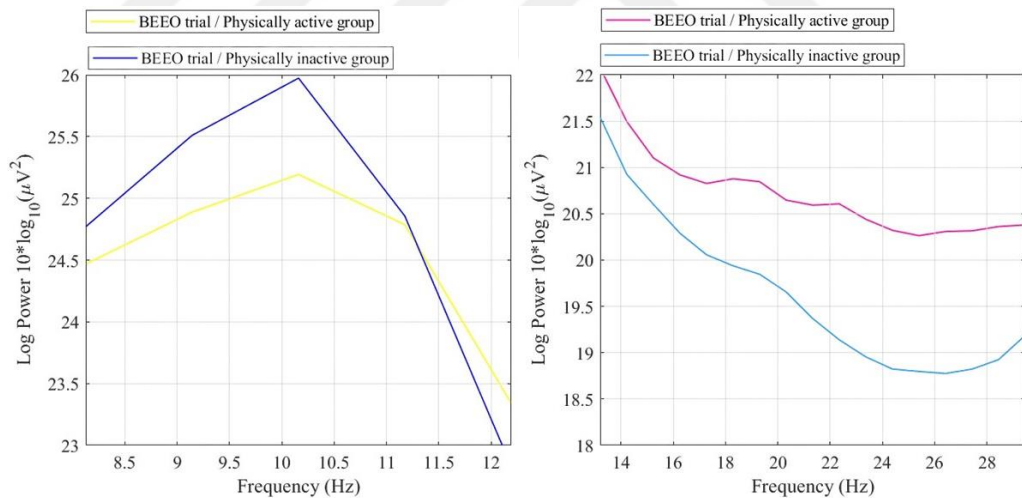 BEEO trial / Physically active group
BEEO trial / Physically inactive group
Log Power 10*log10(μV2)
26
25.5
25
24.5
24
23.5
23
8.5 9 9.5 10 10.5 11 11.5 12
Frequency (Hz)
BEEO trial / Physically active group
BEEO trial / Physically inactive group
Log Power 10*log10(μV2)
22
21.5
21
20.5
20
19.5
19
18.5
18
14 16 18 20 22 24 26 28
Frequency (Hz)